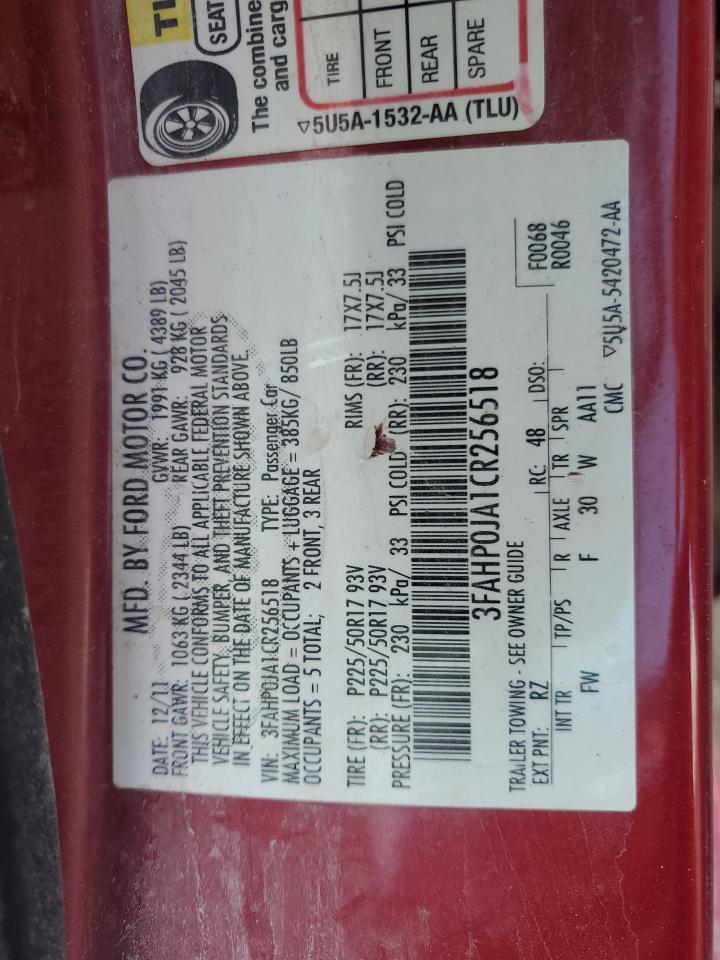 MFD. BY FORD MOTOR CO.
DATE: 12/11 GVWR: 1991 KG ( 4389 LB)
FRONT GAWR: 1063 KG ( 2344 LB) REAR GAWR: 928 KG ( 2045 LB)
THIS VEHICLE CONFORMS TO ALL APPLICABLE FEDERAL MOTOR
VEHICLE SAFETY, BUMPER, AND THEFT PREVENTION STANDARDS
IN EFFECT ON THE DATE OF MANUFACTURE SHOWN ABOVE.
VIN: 3FAHP0JA1CR256518 TYPE: Passenger Car
MAXIMUM LOAD = OCCUPANTS + LUGGAGE = 385KG/ 850LB
OCCUPANTS = 5 TOTAL; 2 FRONT, 3 REAR
TIRE (FR): P225/50R17 93V RIMS (FR): 17X7.5J
(RR): P225/50R17 93V (RR): 17X7.5J
PRESSURE (FR): 230 kPa/ 33 PSI COLD (RR): 230 kPa/ 33 PSI COLD
3FAHP0JA1CR256518
TRAILER TOWING - SEE OWNER GUIDE
EXT PNT: RZ RC: 48 DSO: F0068
R0046
INT TR TP/PS R AXLE TR SPR
FW F 30 W AA11
CMC ▽5U5A-5420472-AA
SEAT
The combine
and carg
TIRE
FRONT
REAR
SPARE
▽5U5A-1532-AA (TLU)